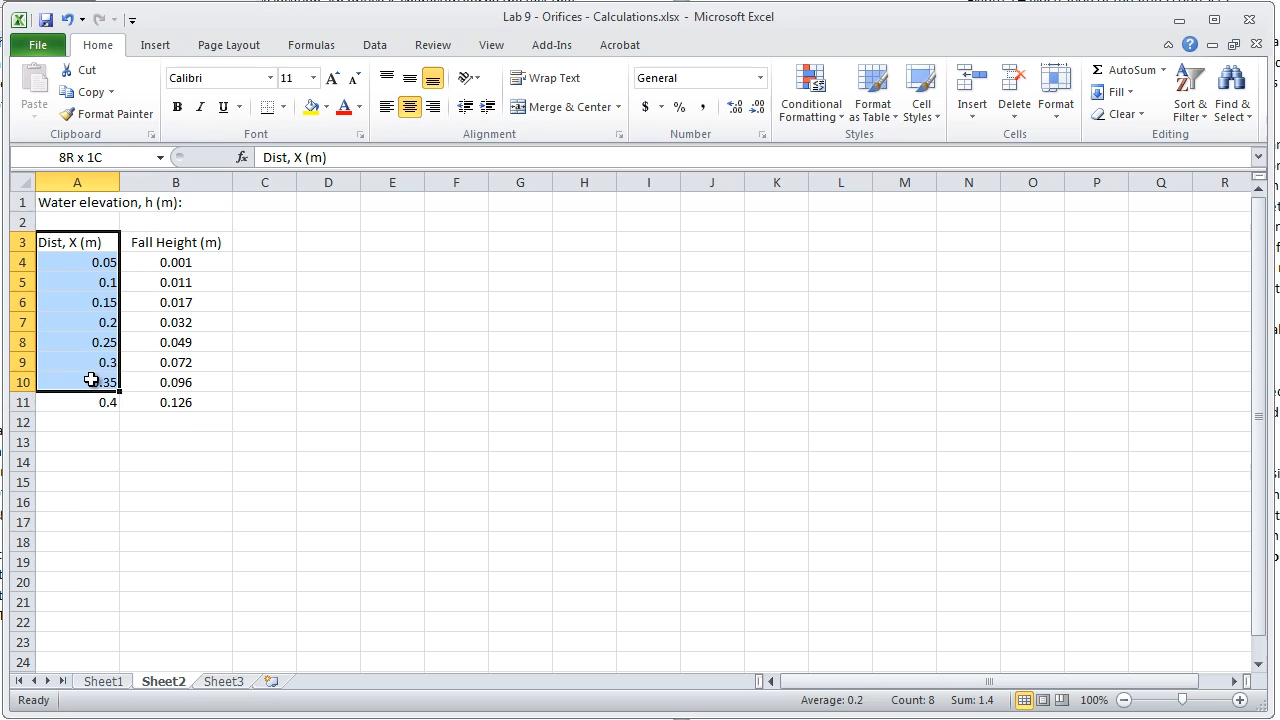 Lab 9 - Orifices - Calculations.xlsx - Microsoft Excel
File Home Insert Page Layout Formulas Data Review View Add-Ins Acrobat
Paste
Cut
Copy
Format Painter
Clipboard
Calibri 11
B I U
Font
Wrap Text
Merge & Center
Alignment
General
$ % ,
Number
Conditional Formatting
Format as Table
Cell Styles
Styles
Insert Delete Format
Cells
Σ AutoSum
Fill
Clear
Sort & Filter
Find & Select
Editing
8R x 1C fx Dist, X (m)
A B C D E F G H I J K L M N O P Q R
1 Water elevation, h (m):
2
3 Dist, X (m) Fall Height (m)
4 0.05 0.001
5 0.1 0.011
6 0.15 0.017
7 0.2 0.032
8 0.25 0.049
9 0.3 0.072
10 0.35 0.096
11 0.4 0.126
12
13
14
15
16
17
18
19
20
21
22
23
24
Sheet1 Sheet2 Sheet3
Ready Average: 0.2 Count: 8 Sum: 1.4 100%